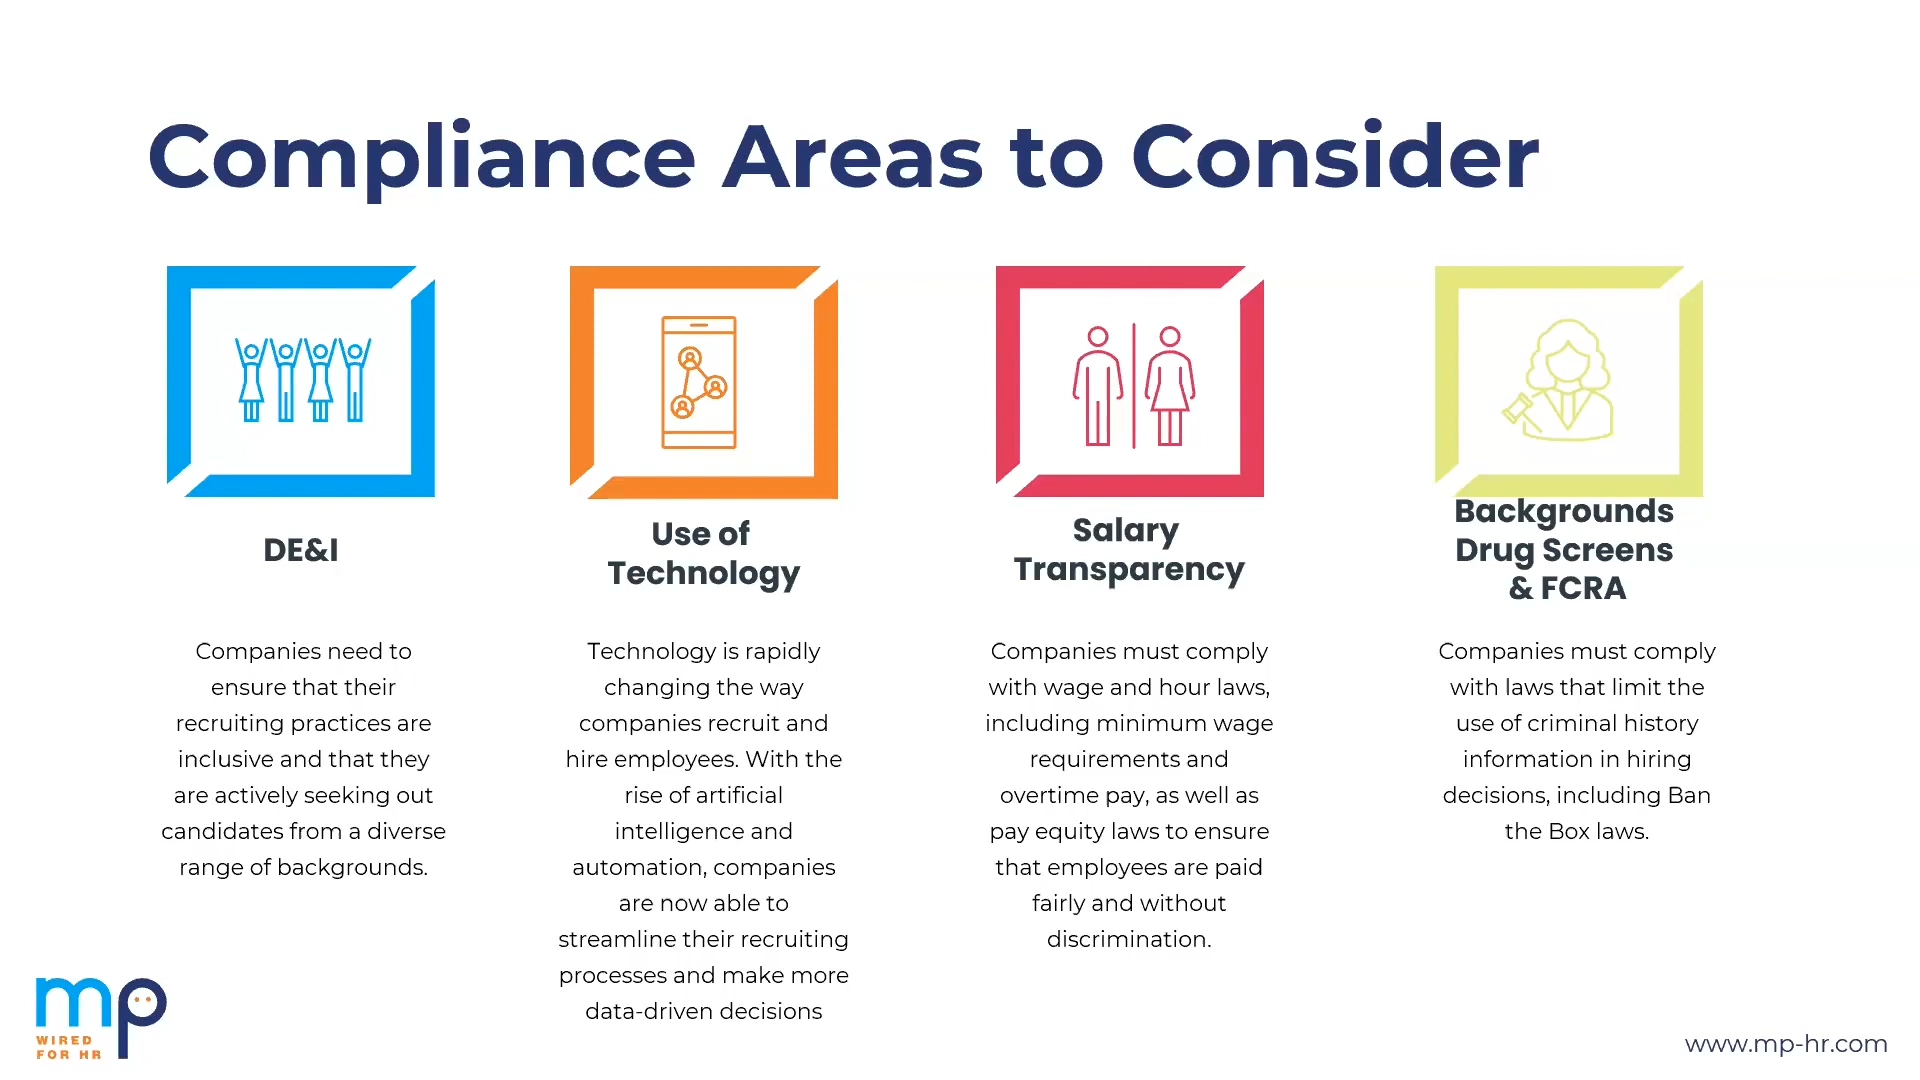 Compliance Areas to Consider
DE&I
Companies need to
ensure that their
recruiting practices are
inclusive and that they
are actively seeking out
candidates from a diverse
range of backgrounds.
Use of
Technology
Technology is rapidly
changing the way
companies recruit and
hire employees. With the
rise of artificial
intelligence and
automation, companies
are now able to
streamline their recruiting
processes and make more
data-driven decisions
Salary
Transparency
Companies must comply
with wage and hour laws,
including minimum wage
requirements and
overtime pay, as well as
pay equity laws to ensure
that employees are paid
fairly and without
discrimination.
Backgrounds
Drug Screens
& FCRA
Companies must comply
with laws that limit the
use of criminal history
information in hiring
decisions, including Ban
the Box laws.
mp
WIRED
FOR HR
www.mp-hr.com